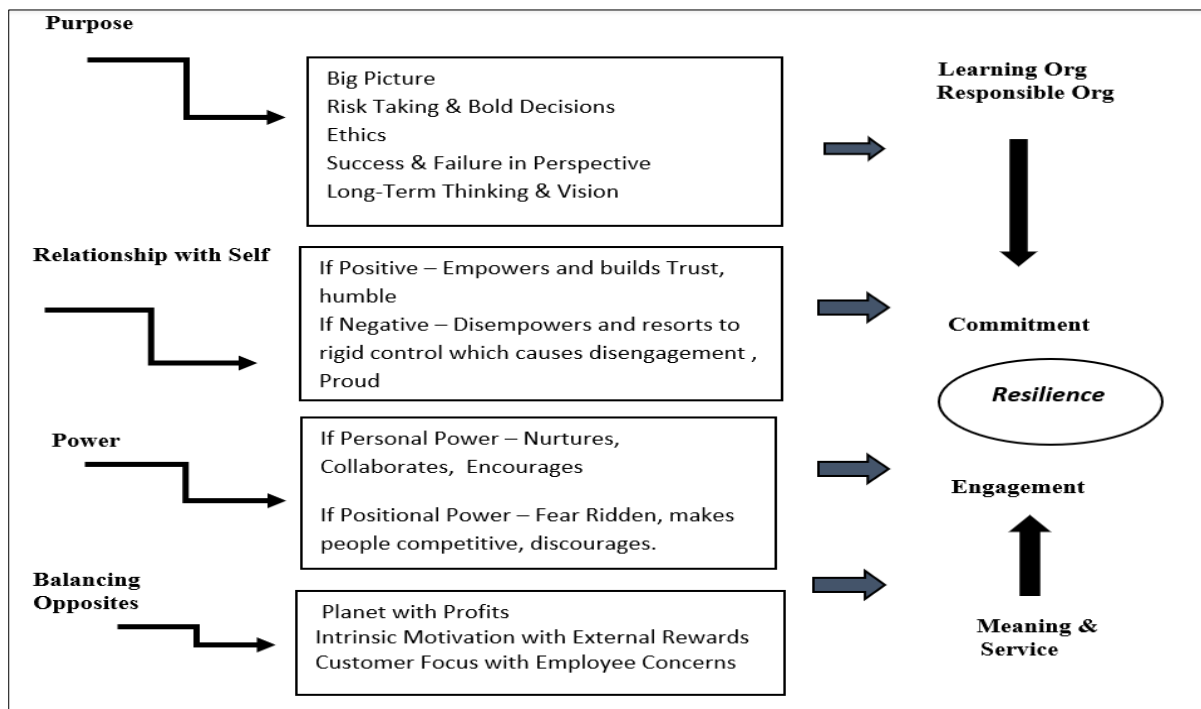 Purpose
Big Picture
Risk Taking & Bold Decisions
Ethics
Success & Failure in Perspective
Long-Term Thinking & Vision
Learning Org
Responsible Org
Relationship with Self
If Positive – Empowers and builds Trust,
humble
If Negative – Disempowers and resorts to
rigid control which causes disengagement ,
Proud
Commitment
Resilience
Power
If Personal Power – Nurtures,
Collaborates, Encourages
If Positional Power – Fear Ridden, makes
people competitive, discourages.
Engagement
Balancing
Opposites
Planet with Profits
Intrinsic Motivation with External Rewards
Customer Focus with Employee Concerns
Meaning &
Service